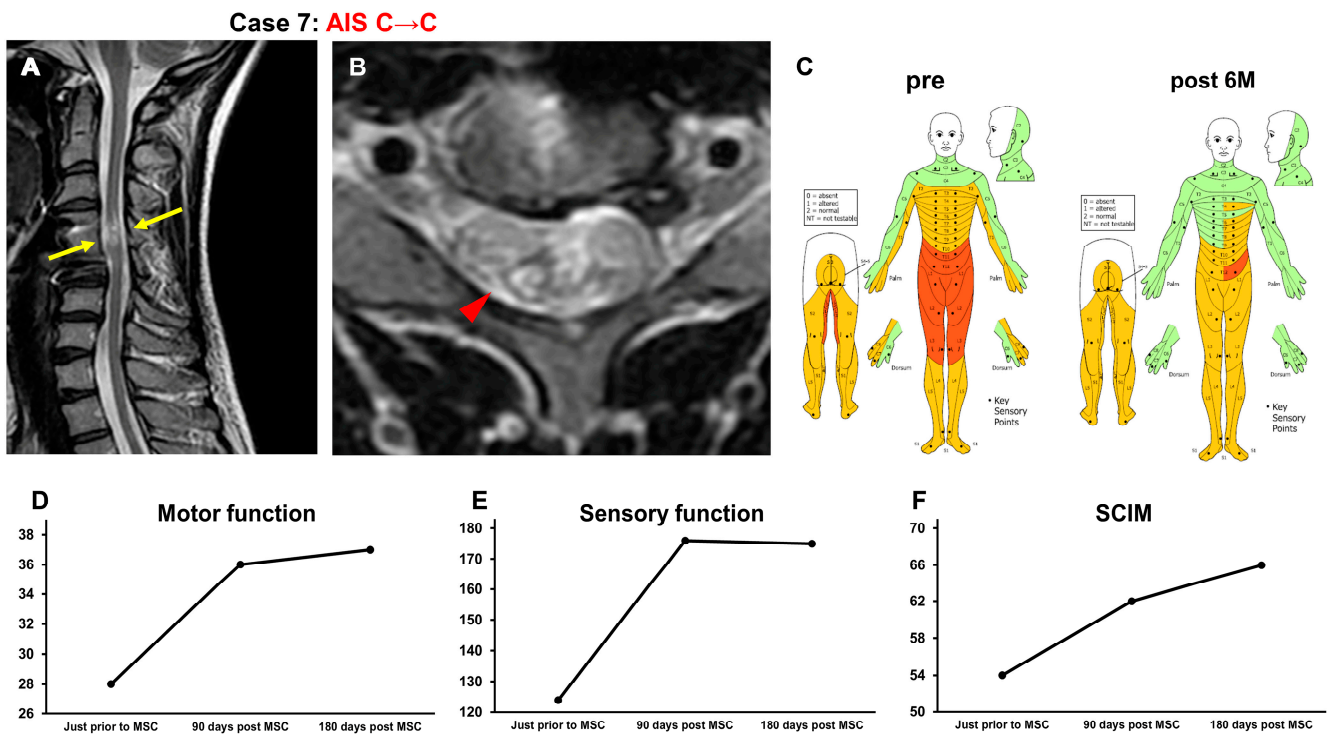 Case 7: AIS C→C
A
B
C
pre
post 6M
0 = absent
1 = altered
2 = normal
NT = not testable
0 = absent
1 = altered
2 = normal
NT = not testable
Palm
Palm
Palm
Palm
Dorsum
Dorsum
Dorsum
Dorsum
• Key
Sensory
Points
• Key
Sensory
Points
D
Motor function
38
36
34
32
30
28
26
Just prior to MSC
90 days post MSC
180 days post MSC
E
Sensory function
180
170
160
150
140
130
120
Just prior to MSC
90 days post MSC
180 days post MSC
F
SCIM
70
66
62
58
54
50
Just prior to MSC
90 days post MSC
180 days post MSC